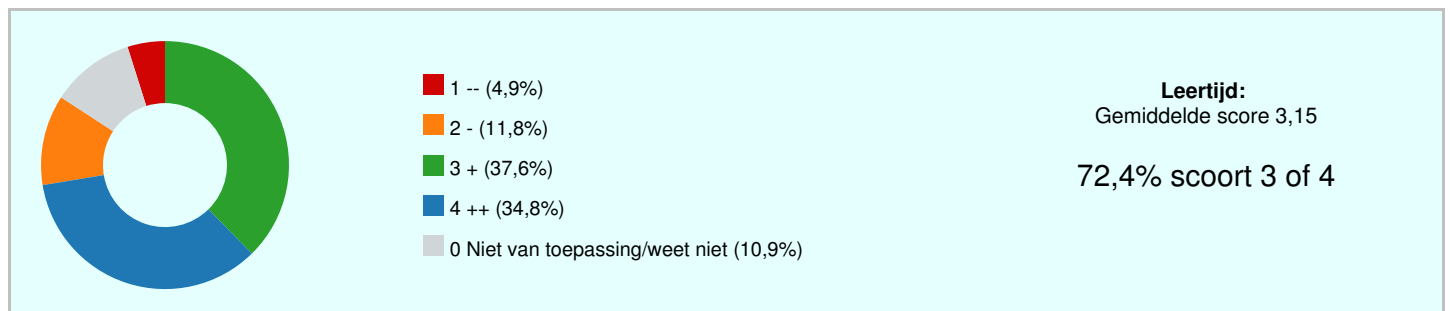 1 -- (4,9%)
2 - (11,8%)
3 + (37,6%)
4 ++ (34,8%)
0 Niet van toepassing/weet niet (10,9%)
Leertijd:
Gemiddelde score 3,15
72,4% scoort 3 of 4